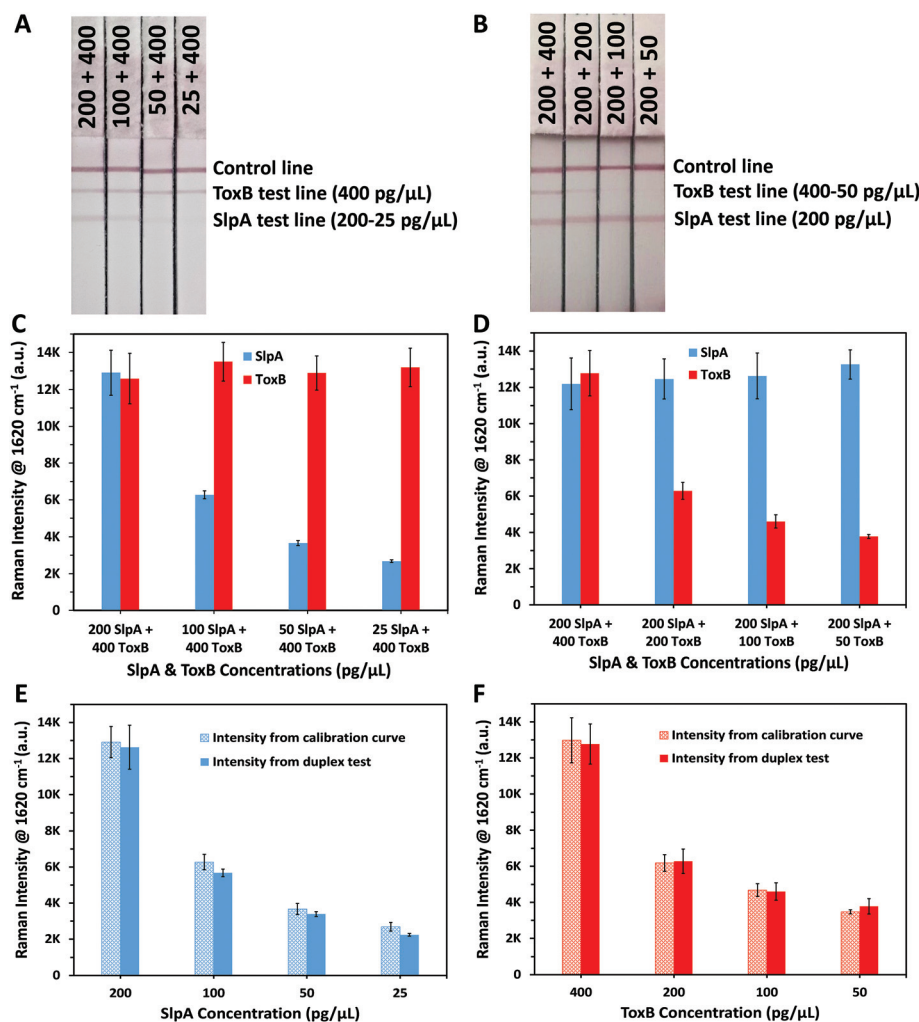 A
200 + 400
100 + 400
50 + 400
25 + 400
Control line
ToxB test line (400 pg/µL)
SlpA test line (200-25 pg/µL)
B
200 + 400
200 + 200
200 + 100
200 + 50
Control line
ToxB test line (400-50 pg/µL)
SlpA test line (200 pg/µL)
C
Raman Intensity @ 1620 cm⁻¹ (a.u.)
14K
12K
10K
8K
6K
4K
2K
0
SlpA
ToxB
200 SlpA + 100 SlpA + 50 SlpA + 25 SlpA +
400 ToxB 400 ToxB 400 ToxB 400 ToxB
SlpA & ToxB Concentrations (pg/µL)
D
Raman Intensity @ 1620 cm⁻¹ (a.u.)
14K
12K
10K
8K
6K
4K
2K
0
SlpA
ToxB
200 SlpA + 200 SlpA + 200 SlpA + 200 SlpA +
400 ToxB 200 ToxB 100 ToxB 50 ToxB
SlpA & ToxB Concentrations (pg/µL)
E
Raman Intensity @ 1620 cm⁻¹ (a.u.)
14K
12K
10K
8K
6K
4K
2K
0
Intensity from calibration curve
Intensity from duplex test
200 100 50 25
SlpA Concentration (pg/µL)
F
Raman Intensity @ 1620 cm⁻¹ (a.u.)
14K
12K
10K
8K
6K
4K
2K
0
Intensity from calibration curve
Intensity from duplex test
400 200 100 50
ToxB Concentration (pg/µL)